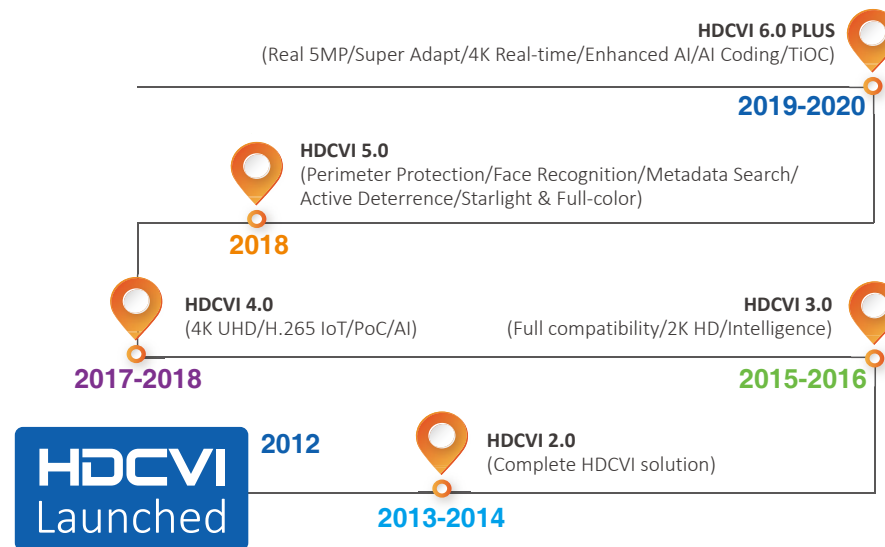 HDCVI 6.0 PLUS
(Real 5MP/Super Adapt/4K Real-time/Enhanced AI/AI Coding/TiOC)
2019-2020
HDCVI 5.0
(Perimeter Protection/Face Recognition/Metadata Search/
Active Deterrence/Starlight & Full-color)
2018
HDCVI 4.0
(4K UHD/H.265 IoT/PoC/AI)
2017-2018
HDCVI 3.0
(Full compatibility/2K HD/Intelligence)
2015-2016
HDCVI
Launched
2012
HDCVI 2.0
(Complete HDCVI solution)
2013-2014